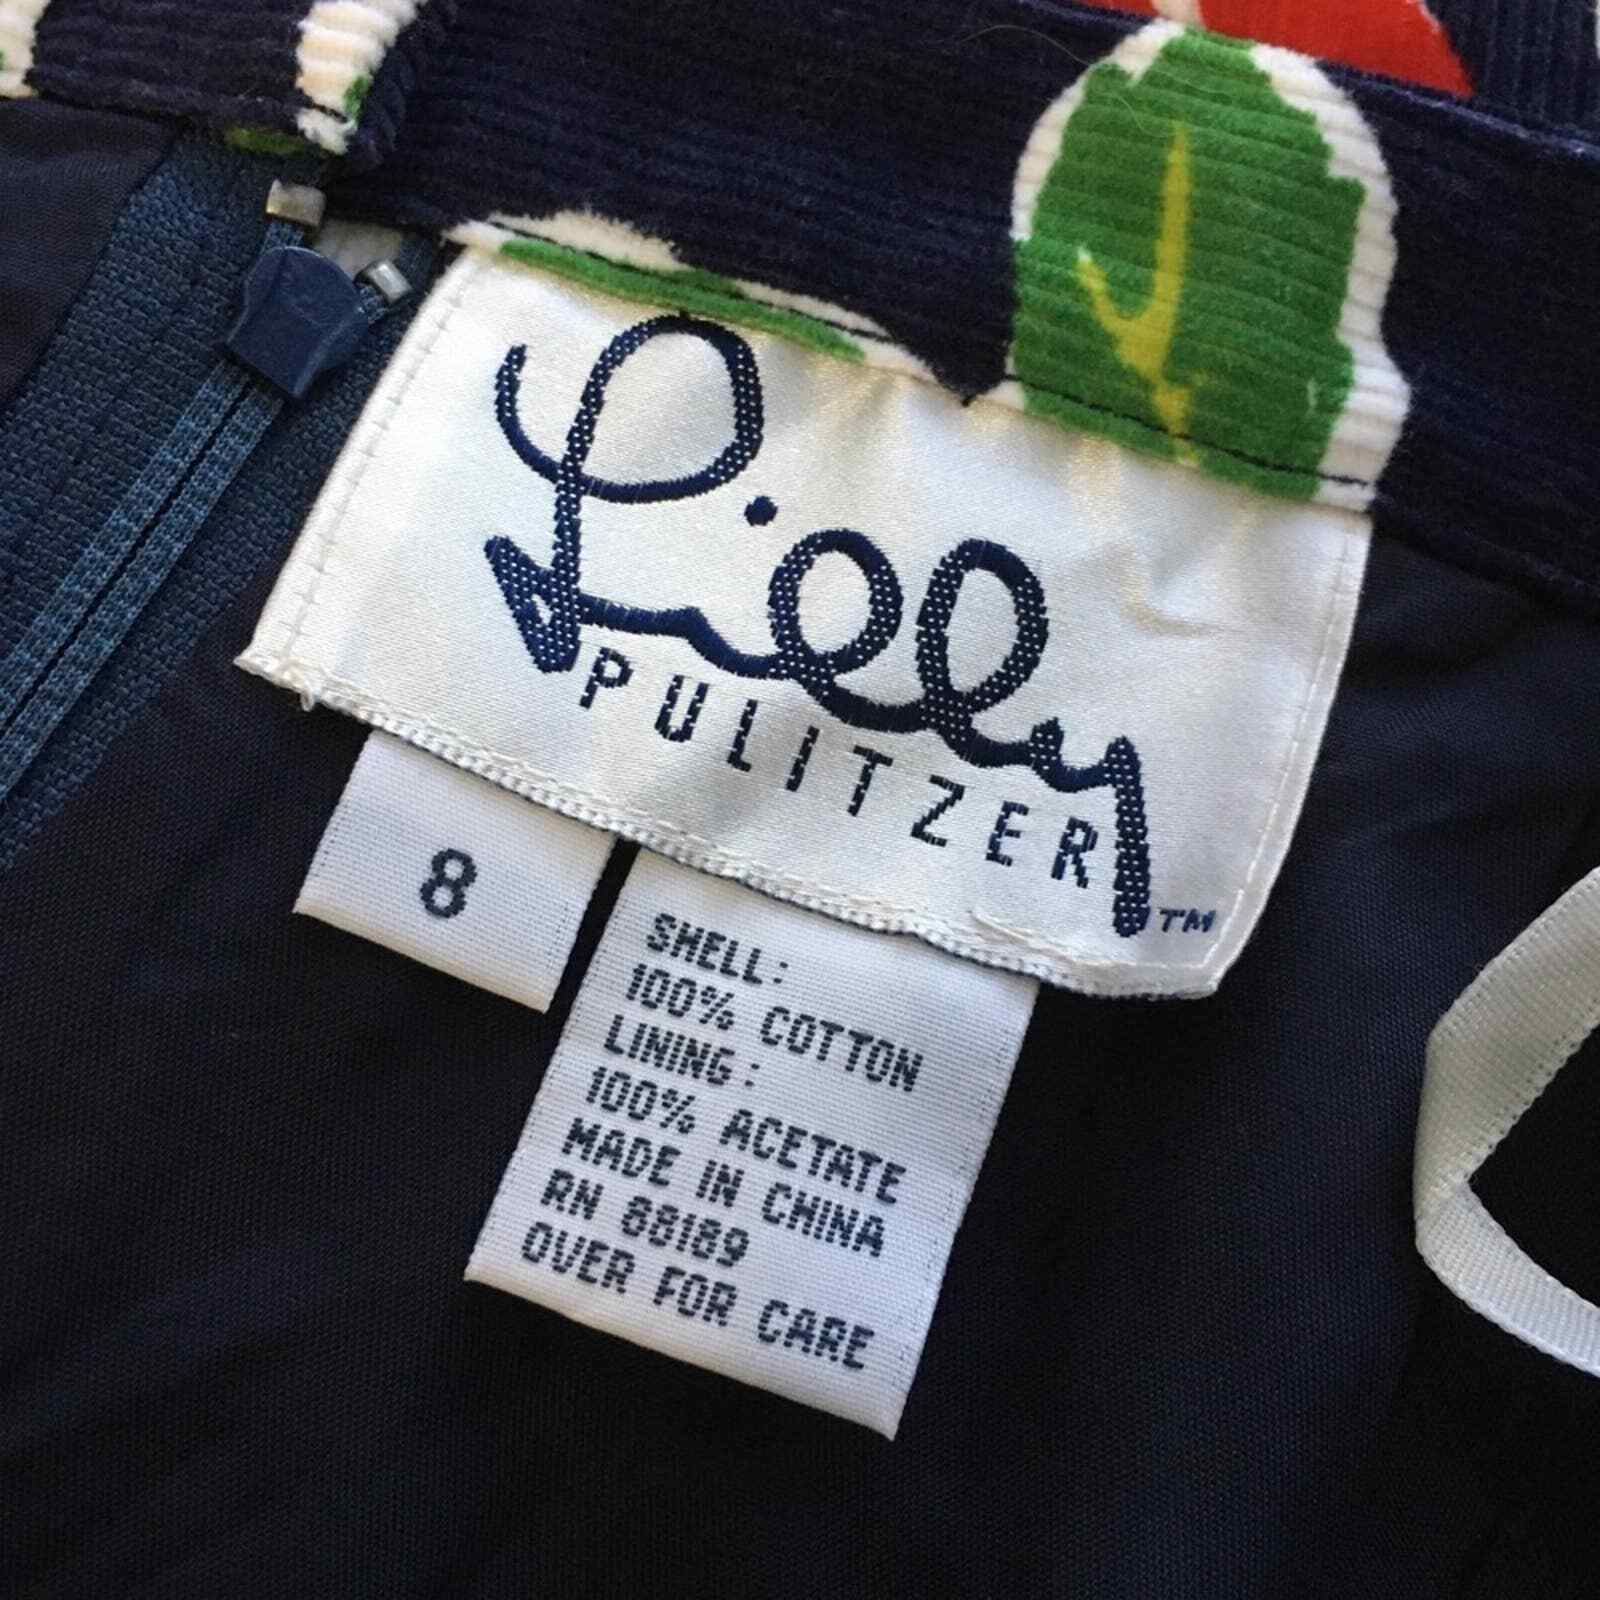 Lilly
PULITZER
TM
8
SHELL:
100% COTTON
LINING:
100% ACETATE
MADE IN CHINA
RN 88189
OVER FOR CARE